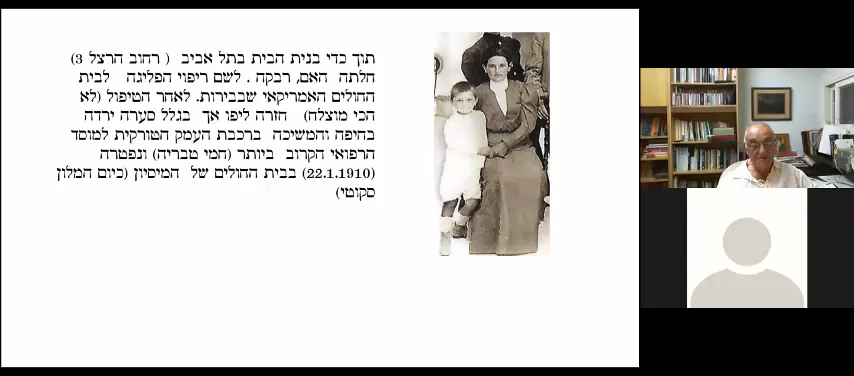 תוך כדי בנית הבית בתל אביב ( רחוב הרצל 3)
חלתה האם, רבקה . לשם ריפוי הפליגה לבית
החולים האמריקאי שבבירות. לאחר הטיפול (לא
הכי מוצלח) חזרה ליפו אך בגלל סערה ירדה
בחיפה והמשיכה ברכבת העמק הטורקית למוסד
הרפואי הקרוב ביותר (חמי טבריה) ונפטרה
(22.1.1910) בבית החולים של המיסיון (כיום המלון
סקוטי)